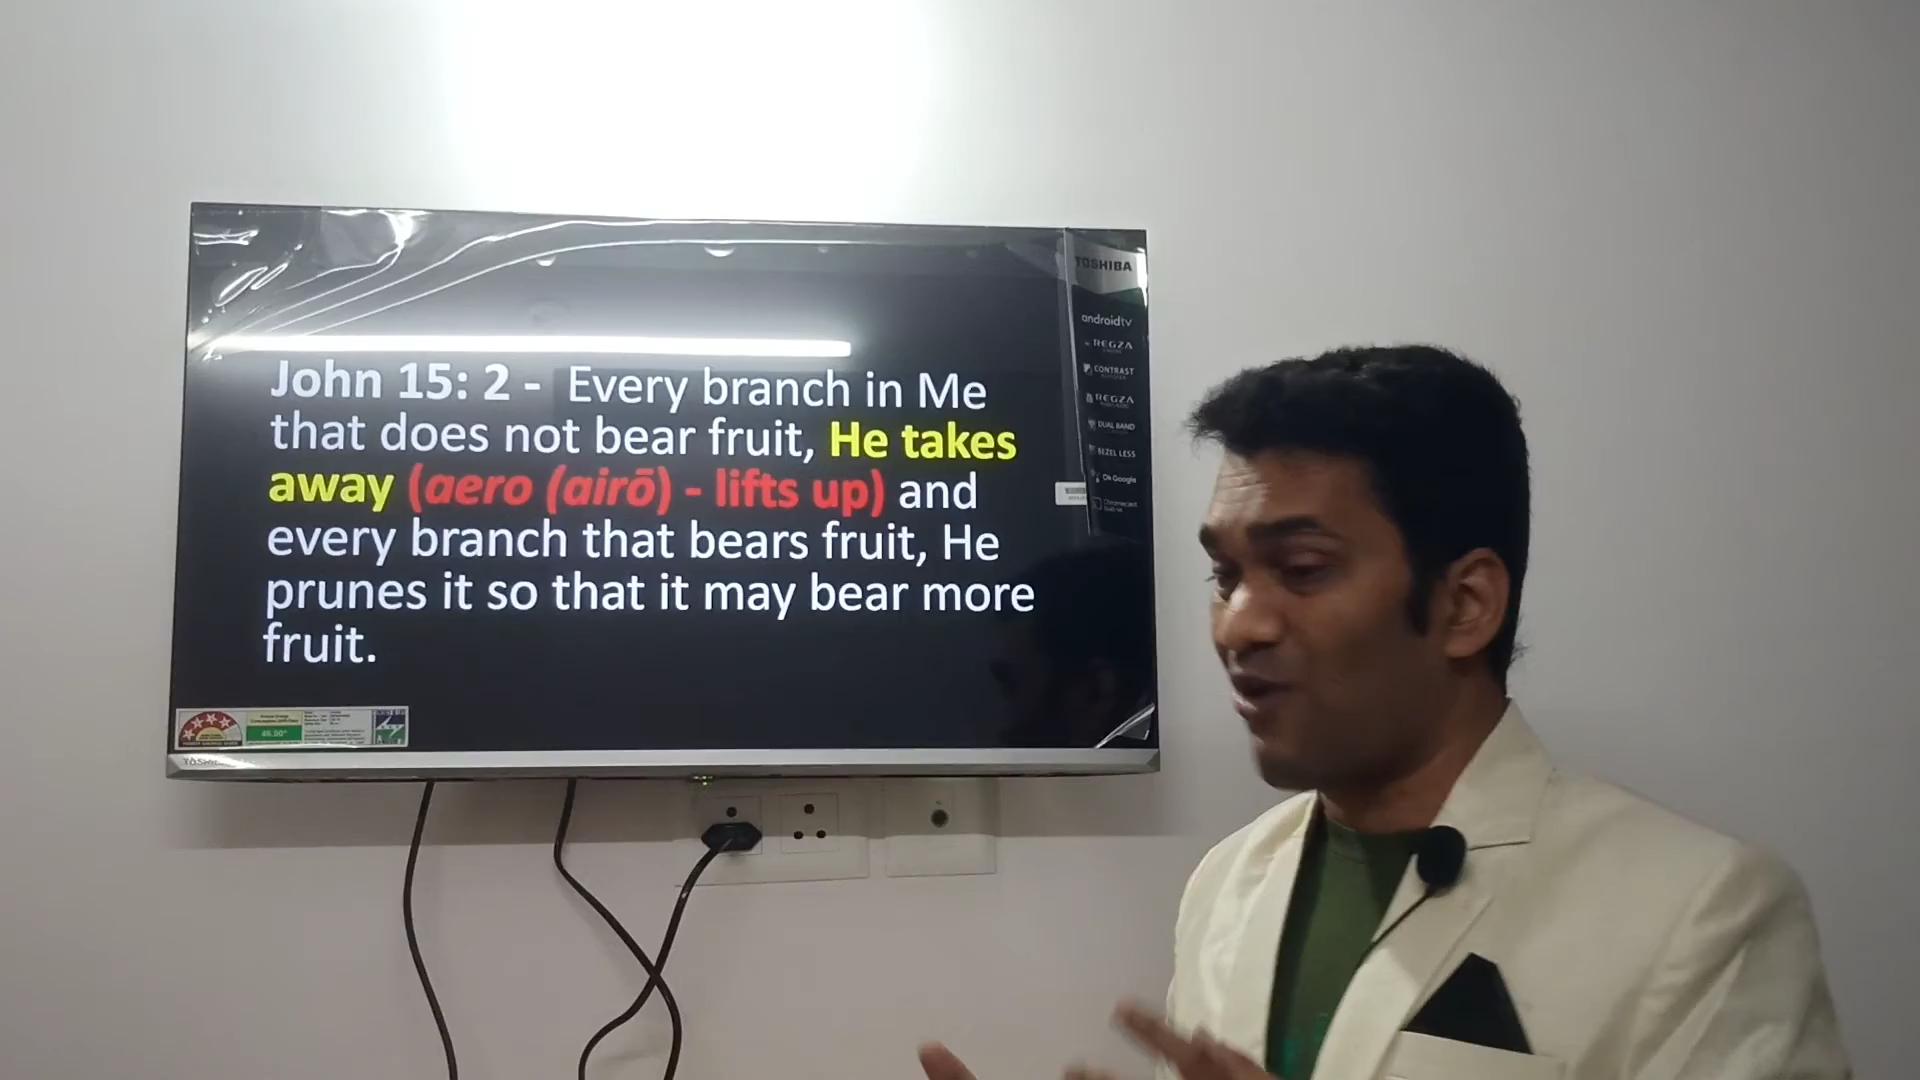 TOSHIBA
androidtv
REGZA
CONTRAST
REGZA
DUAL BAND
BEZEL LESS
Ok Google
Chromecast
John 15: 2 - Every branch in Me
that does not bear fruit, He takes
away (aero (airō) - lifts up) and
every branch that bears fruit, He
prunes it so that it may bear more
fruit.